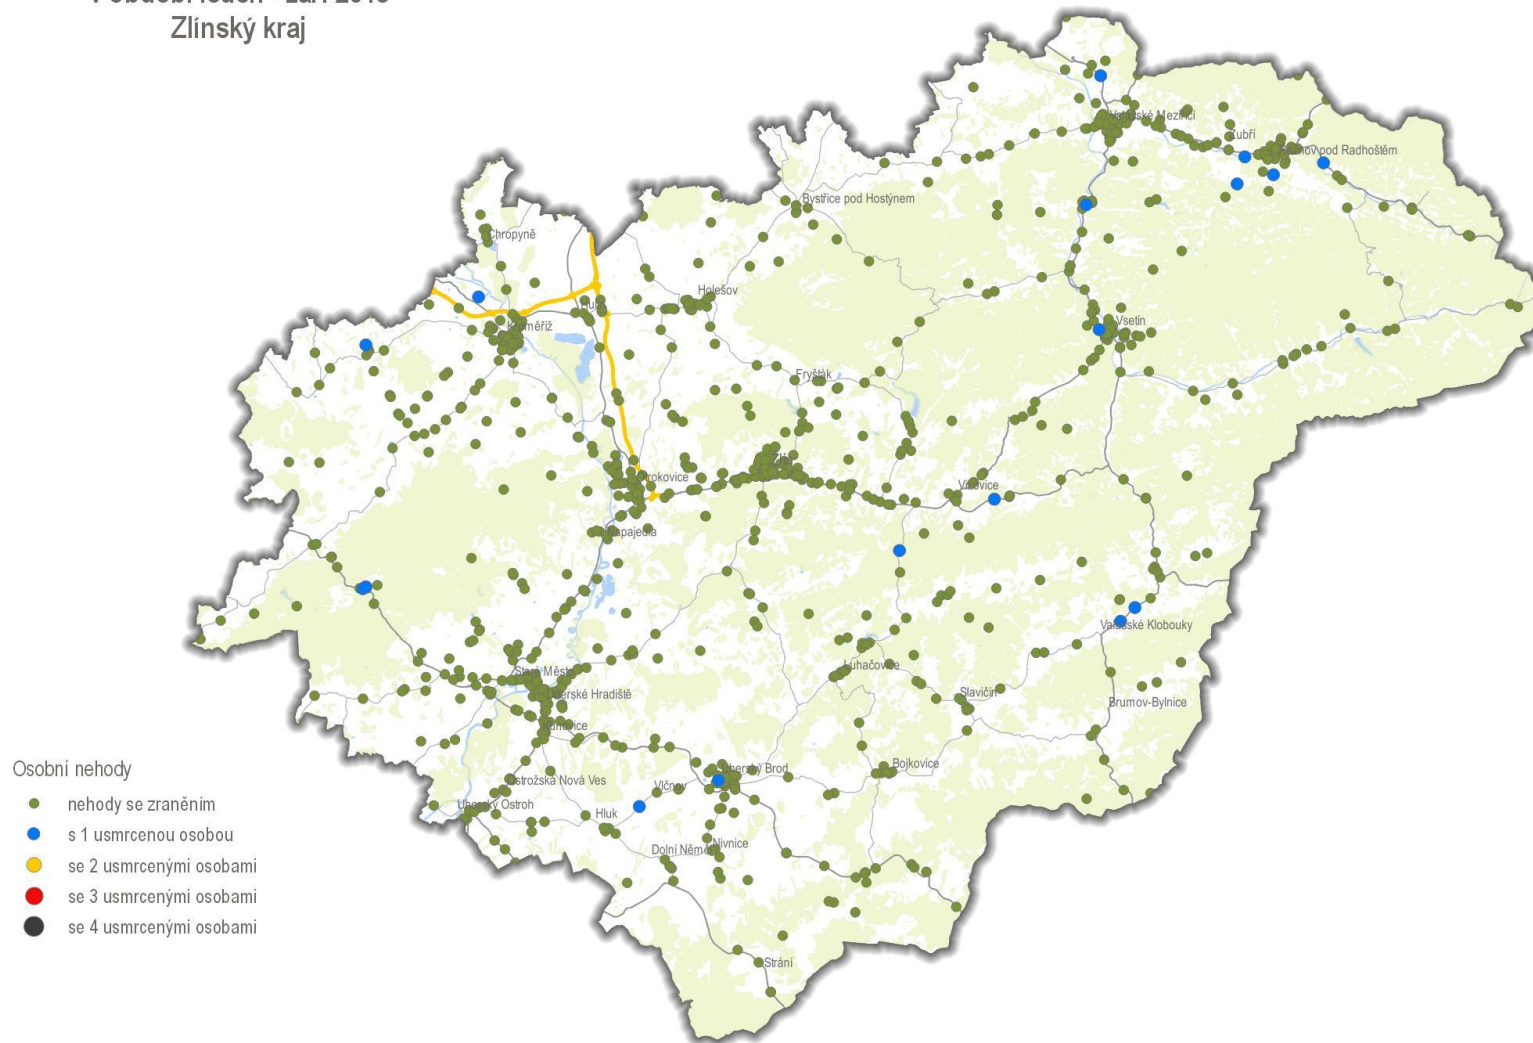 Zlínský kraj
Valašské Meziříčí
Zubří
Rožnov pod Radhoštěm
Bystřice pod Hostýnem
Chropyně
Holešov
Hulín
Kroměříž
Vsetín
Fryšták
Otrokovice
Vizovice
Napajedla
Valašské Klobouky
Luhačovice
Staré Město
Slavičín
Uherské Hradiště
Brumov-Bylnice
Kunovice
Bojkovice
Uherský Brod
Ostrožská Nová Ves
Vlčnov
Uherský Ostroh
Hluk
Nivnice
Dolní Němčí
Strání
Osobní nehody
nehody se zraněním
s 1 usmrcenou osobou
se 2 usmrcenými osobami
se 3 usmrcenými osobami
se 4 usmrcenými osobami